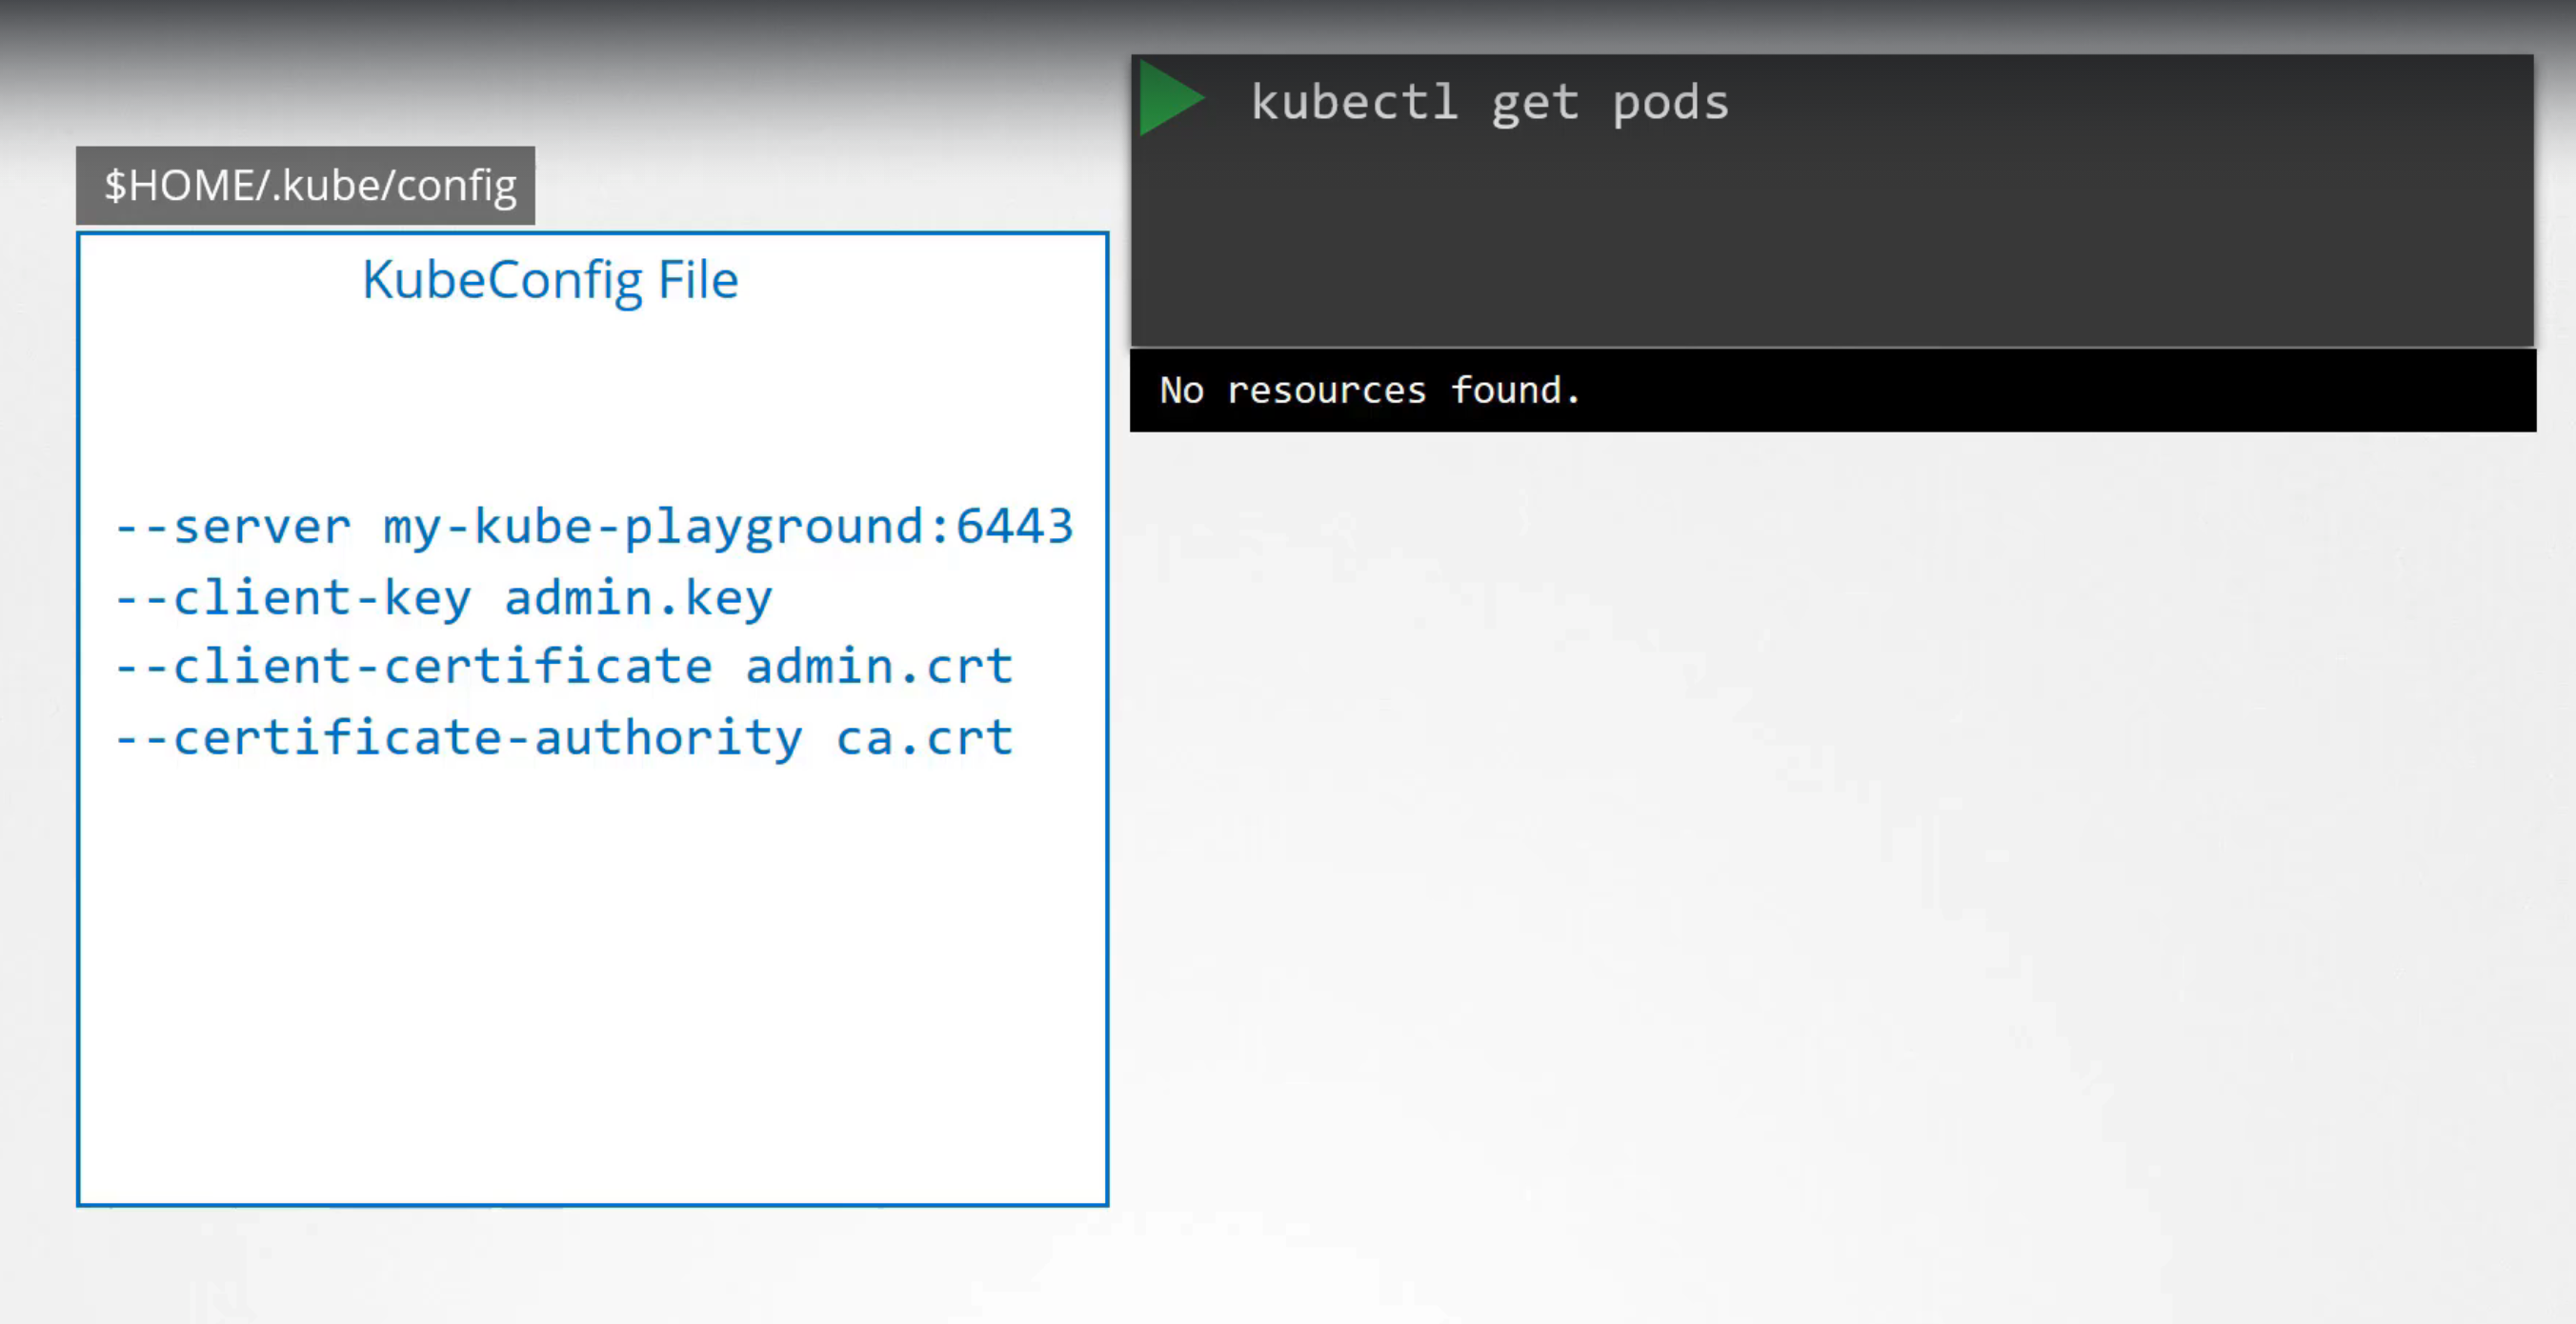 $HOME/.kube/config
KubeConfig File
--server my-kube-playground:6443
--client-key admin.key
--client-certificate admin.crt
--certificate-authority ca.crt
kubectl get pods
No resources found.